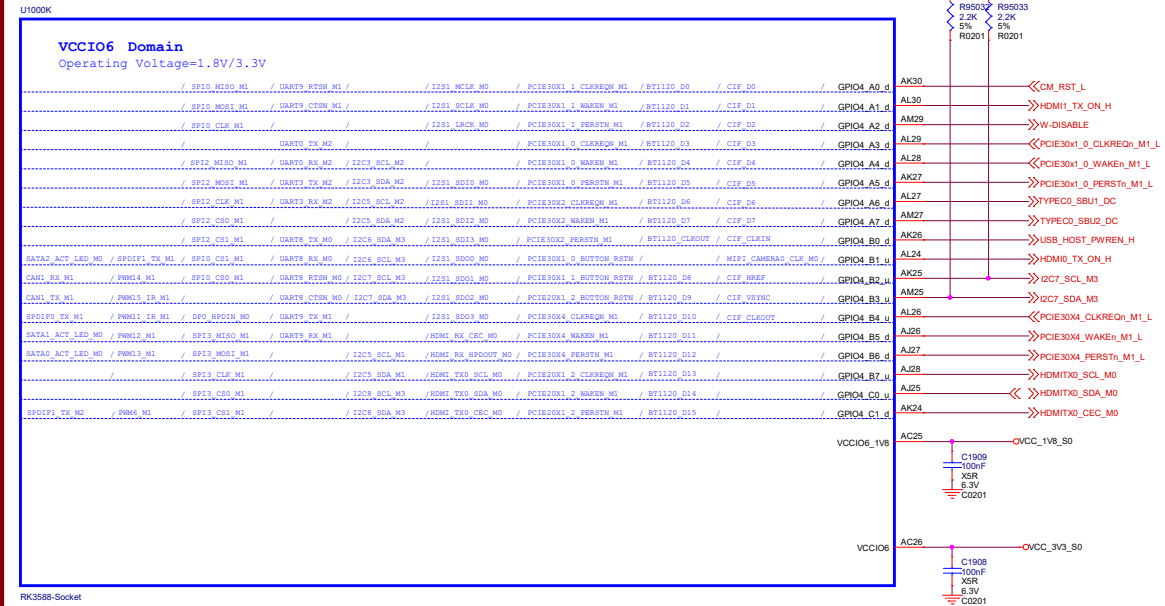 U1000K
R95032 R95033
2.2K 2.2K
5% 5%
R0201 R0201
VCCIO6 Domain
Operating Voltage=1.8V/3.3V
/ SPI0_MISO_M1 / UART9_RTSN_M1 / / I2S1_MCLK_M0 / PCIE30X1_1_CLKREQN_M1 / BT1120_D0 / CIF_D0 / GPIO4_A0_d AK30 CM_RST_L
/ SPI0_MOSI_M1 / UART9_CTSN_M1 / / I2S1_SCLK_M0 / PCIE30X1_1_WAKEN_M1 / BT1120_D1 / CIF_D1 / GPIO4_A1_d AL30 HDMI1_TX_ON_H
/ SPI0_CLK_M1 / / / I2S1_LRCK_M0 / PCIE30X1_1_PERSTN_M1 / BT1120_D2 / CIF_D2 / GPIO4_A2_d AM29 W-DISABLE
/ UART0_TX_M2 / / PCIE30X1_0_CLKREQN_M1 / BT1120_D3 / CIF_D3 / GPIO4_A3_d AL29 PCIE30x1_0_CLKREQn_M1_L
/ SPI2_MISO_M1 / UART0_RX_M2 / I2C3_SCL_M2 / / PCIE30X1_0_WAKEN_M1 / BT1120_D4 / CIF_D4 / GPIO4_A4_d AL28 PCIE30x1_0_WAKEn_M1_L
/ SPI2_MOSI_M1 / UART3_TX_M2 / I2C3_SDA_M2 / I2S1_SDI0_M0 / PCIE30X1_0_PERSTN_M1 / BT1120_D5 / CIF_D5 / GPIO4_A5_d AK27 PCIE30x1_0_PERSTn_M1_L
/ SPI2_CLK_M1 / UART3_RX_M2 / I2C5_SCL_M2 / I2S1_SDI1_M0 / PCIE30X2_CLKREQN_M1 / BT1120_D6 / CIF_D6 / GPIO4_A6_d AL27 TYPEC0_SBU1_DC
/ SPI2_CS0_M1 / / I2C5_SDA_M2 / I2S1_SDI2_M0 / PCIE30X2_WAKEN_M1 / BT1120_D7 / CIF_D7 / GPIO4_A7_d AM27 TYPEC0_SBU2_DC
/ SPI2_CS1_M1 / UART8_TX_M0 / I2C6_SDA_M3 / I2S1_SDI3_M0 / PCIE30X2_PERSTN_M1 / BT1120_CLKOUT / CIF_CLKIN / GPIO4_B0_d AK26 USB_HOST_PWREN_H
SATA2_ACT_LED_M0 / SPDIF1_TX_M1 / SPI0_CS1_M1 / UART8_RX_M0 / I2C6_SCL_M3 / I2S1_SDO0_M0 / PCIE30X1_0_BUTTON_RSTN / / MIPI_CAMERA0_CLK_M0 / GPIO4_B1_u AL24 HDMI0_TX_ON_H
CAN1_RX_M1 / PWM14_M1 / SPI0_CS0_M1 / UART8_RTSN_M0 / I2C7_SCL_M3 / I2S1_SDO1_M0 / PCIE30X1_1_BUTTON_RSTN / BT1120_D8 / CIF_HREF / GPIO4_B2_u AK25 I2C7_SCL_M3
CAN1_TX_M1 / PWM15_IR_M1 / / UART8_CTSN_M0 / I2C7_SDA_M3 / I2S1_SDO2_M0 / PCIE20X1_2_BUTTON_RSTN / BT1120_D9 / CIF_VSYNC / GPIO4_B3_u AM25 I2C7_SDA_M3
SPDIF0_TX_M1 / PWM11_IR_M1 / DP0_HPDIN_M0 / UART9_TX_M1 / / I2S1_SDO3_M0 / PCIE30X4_CLKREQN_M1 / BT1120_D10 / CIF_CLKOUT / GPIO4_B4_u AL26 PCIE30X4_CLKREQn_M1_L
SATA1_ACT_LED_M0 / PWM12_M1 / SPI3_MISO_M1 / UART9_RX_M1 / / HDMI_RX_CEC_M0 / PCIE30X4_WAKEN_M1 / BT1120_D11 / / GPIO4_B5_d AJ26 PCIE30X4_WAKEn_M1_L
SATA0_ACT_LED_M0 / PWM13_M1 / SPI3_MOSI_M1 / / I2C5_SCL_M1 / HDMI_RX_HPDOUT_M0 / PCIE30X4_PERSTN_M1 / BT1120_D12 / / GPIO4_B6_d AJ27 PCIE30X4_PERSTn_M1_L
/ / SPI3_CLK_M1 / / I2C5_SDA_M1 / HDMI_TX0_SCL_M0 / PCIE20X1_2_CLKREQN_M1 / BT1120_D13 / / GPIO4_B7_u AJ28 HDMITX0_SCL_M0
/ SPI3_CS0_M1 / / I2C8_SCL_M3 / HDMI_TX0_SDA_M0 / PCIE20X1_2_WAKEN_M1 / BT1120_D14 / / GPIO4_C0_u AJ25 HDMITX0_SDA_M0
SPDIF1_TX_M2 / PWM6_M1 / SPI3_CS1_M1 / / I2C8_SDA_M3 / HDMI_TX0_CEC_M0 / PCIE20X1_2_PERSTN_M1 / BT1120_D15 / / GPIO4_C1_d AK24 HDMITX0_CEC_M0
VCCIO6_1V8 AC25 VCC_1V8_S0
C1909
100nF
X5R
6.3V
C0201
VCCIO6 AC26 VCC_3V3_S0
C1908
100nF
X5R
6.3V
C0201
RK3588-Socket